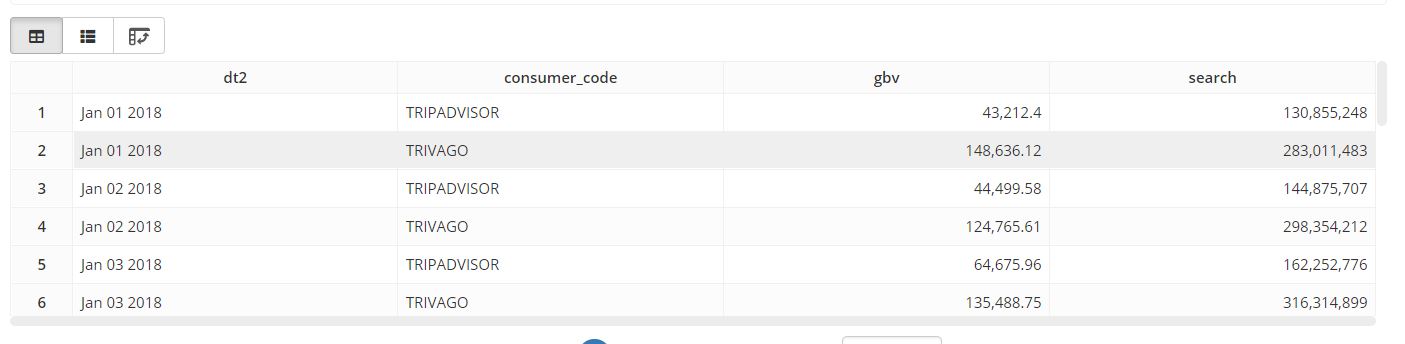 dt2 consumer_code gbv search
1 Jan 01 2018 TRIPADVISOR 43,212.4 130,855,248
2 Jan 01 2018 TRIVAGO 148,636.12 283,011,483
3 Jan 02 2018 TRIPADVISOR 44,499.58 144,875,707
4 Jan 02 2018 TRIVAGO 124,765.61 298,354,212
5 Jan 03 2018 TRIPADVISOR 64,675.96 162,252,776
6 Jan 03 2018 TRIVAGO 135,488.75 316,314,899